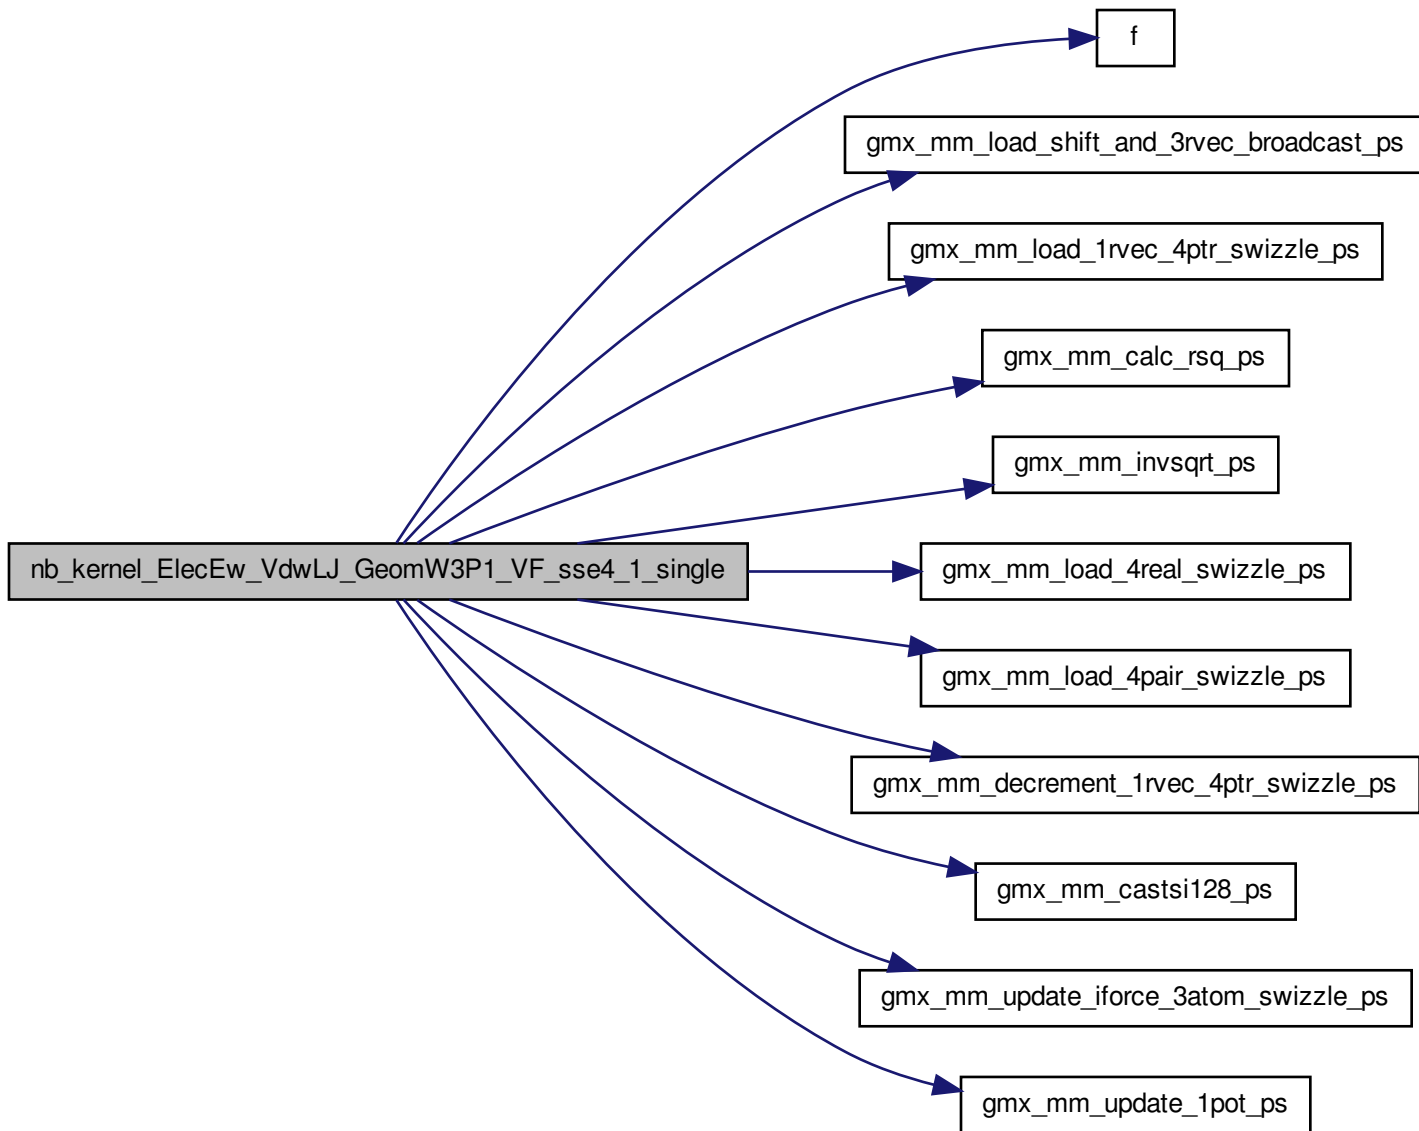 f
gmx_mm_load_shift_and_3rvec_broadcast_ps
gmx_mm_load_1rvec_4ptr_swizzle_ps
gmx_mm_calc_rsq_ps
gmx_mm_invsqrt_ps
nb_kernel_ElecEw_VdwLJ_GeomW3P1_VF_sse4_1_single
gmx_mm_load_4real_swizzle_ps
gmx_mm_load_4pair_swizzle_ps
gmx_mm_decrement_1rvec_4ptr_swizzle_ps
gmx_mm_castsi128_ps
gmx_mm_update_iforce_3atom_swizzle_ps
gmx_mm_update_1pot_ps